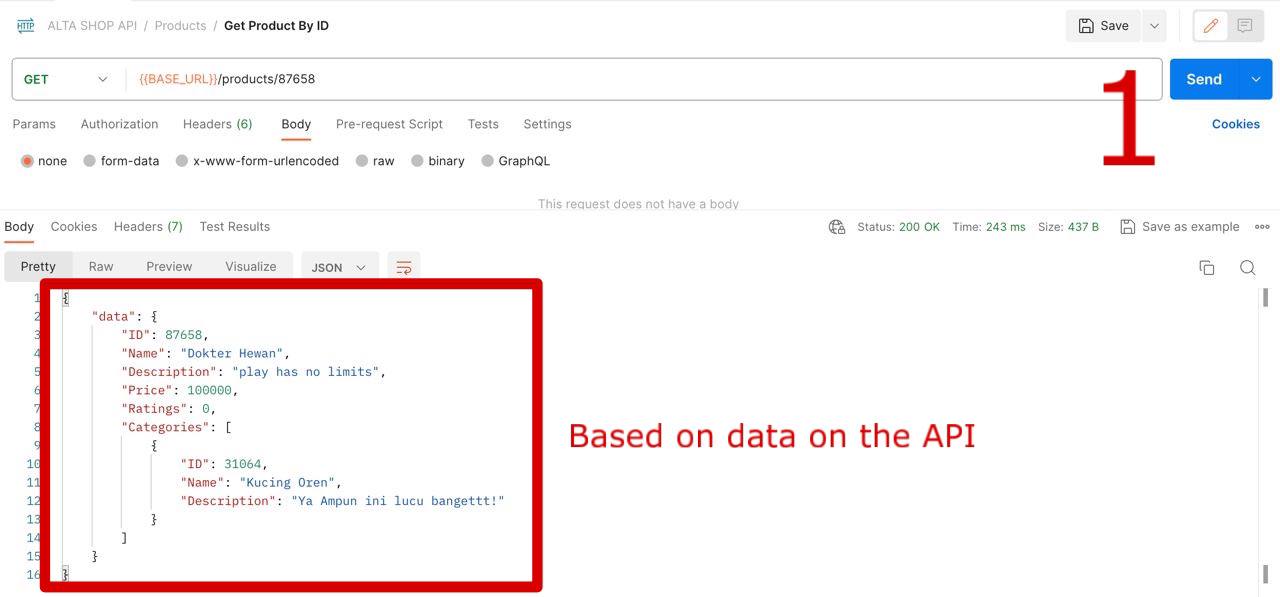 HTTP ALTA SHOP API / Products / Get Product By ID Save
GET {{BASE_URL}}/products/87658 Send
1
Params Authorization Headers (6) Body Pre-request Script Tests Settings Cookies
none form-data x-www-form-urlencoded raw binary GraphQL
This request does not have a body
Body Cookies Headers (7) Test Results Status: 200 OK Time: 243 ms Size: 437 B Save as example
Pretty Raw Preview Visualize JSON
1 {
2 "data": {
3 "ID": 87658,
4 "Name": "Dokter Hewan",
5 "Description": "play has no limits",
6 "Price": 100000,
7 "Ratings": 0,
8 "Categories": [
9 {
10 "ID": 31064,
11 "Name": "Kucing Oren",
12 "Description": "Ya Ampun ini lucu bangettt!"
13 }
14 ]
15 }
16 }
Based on data on the API